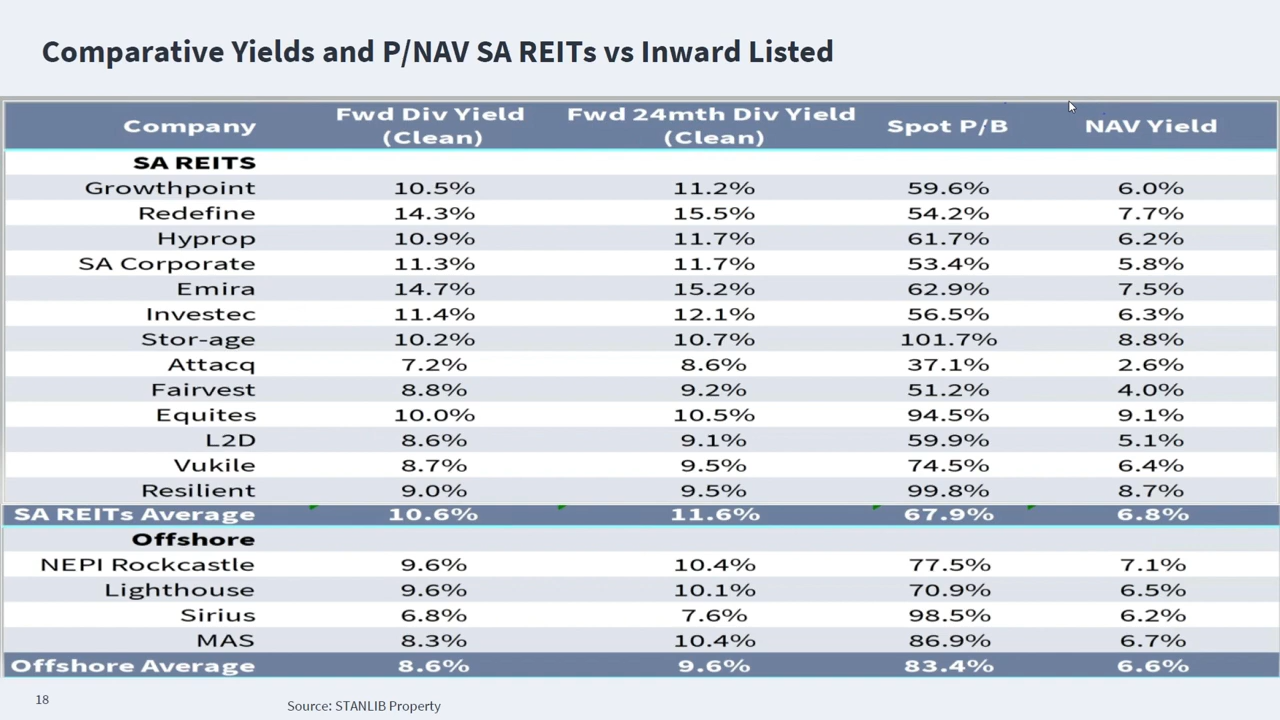 Comparative Yields and P/NAV SA REITs vs Inward Listed
Company Fwd Div Yield (Clean) Fwd 24mth Div Yield (Clean) Spot P/B NAV Yield
SA REITS
Growthpoint 10.5% 11.2% 59.6% 6.0%
Redefine 14.3% 15.5% 54.2% 7.7%
Hyprop 10.9% 11.7% 61.7% 6.2%
SA Corporate 11.3% 11.7% 53.4% 5.8%
Emira 14.7% 15.2% 62.9% 7.5%
Investec 11.4% 12.1% 56.5% 6.3%
Stor-age 10.2% 10.7% 101.7% 8.8%
Attacq 7.2% 8.6% 37.1% 2.6%
Fairvest 8.8% 9.2% 51.2% 4.0%
Equites 10.0% 10.5% 94.5% 9.1%
L2D 8.6% 9.1% 59.9% 5.1%
Vukile 8.7% 9.5% 74.5% 6.4%
Resilient 9.0% 9.5% 99.8% 8.7%
SA REITs Average 10.6% 11.6% 67.9% 6.8%
Offshore
NEPI Rockcastle 9.6% 10.4% 77.5% 7.1%
Lighthouse 9.6% 10.1% 70.9% 6.5%
Sirius 6.8% 7.6% 98.5% 6.2%
MAS 8.3% 10.4% 86.9% 6.7%
Offshore Average 8.6% 9.6% 83.4% 6.6%
18
Source: STANLIB Property